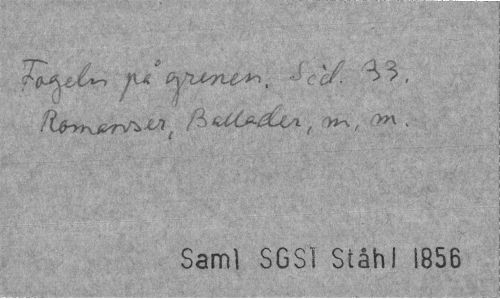 Fogeln på grenen. Sid. 33.
Romanser, Ballader, m, m.
Saml SGSI Ståhl 1856